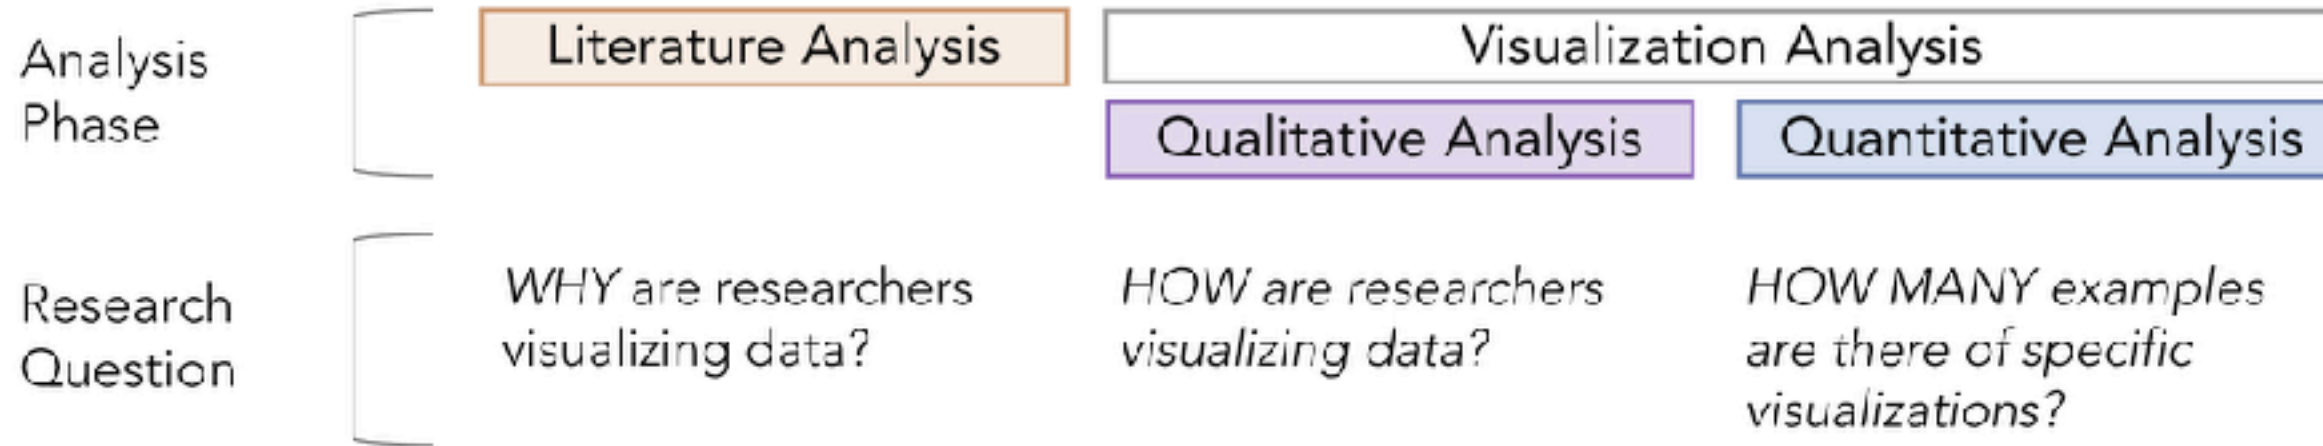 Analysis
Phase
Literature Analysis
Visualization Analysis
Qualitative Analysis
Quantitative Analysis
Research
Question
WHY are researchers
visualizing data?
HOW are researchers
visualizing data?
HOW MANY examples
are there of specific
visualizations?